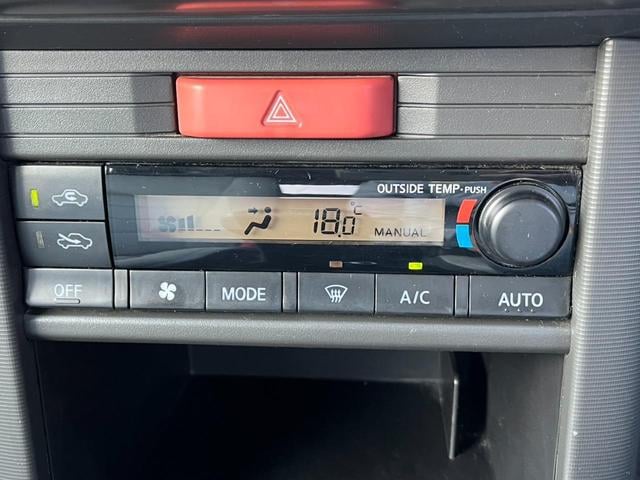 OUTSIDE TEMP·PUSH
18.0°C
MANUAL
OFF
MODE
A/C
AUTO